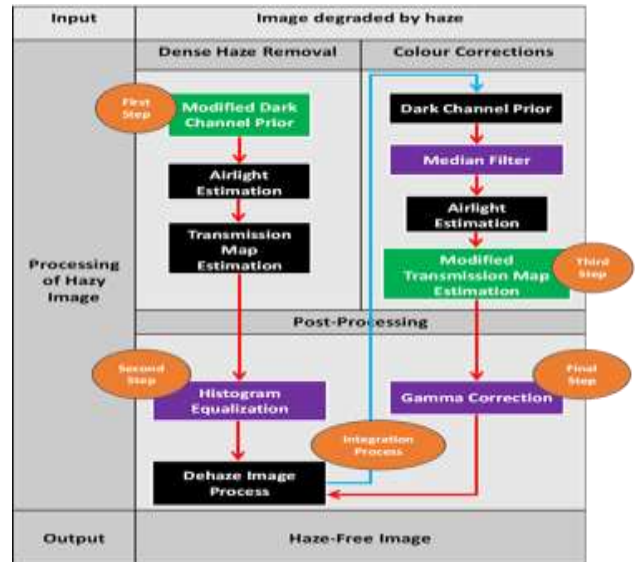 Input
Image degraded by haze
Dense Haze Removal
Colour Corrections
First
Step
Modified Dark
Channel Prior
Airlight
Estimation
Transmission
Map
Estimation
Dark Channel Prior
Median Filter
Airlight
Estimation
Modified
Transmission Map
Estimation
Third
Step
Processing
of Hazy
Image
Post-Processing
Second
Step
Histogram
Equalization
Dehaze Image
Process
Integration
Process
Gamma Correction
Final
Step
Output
Haze-Free Image